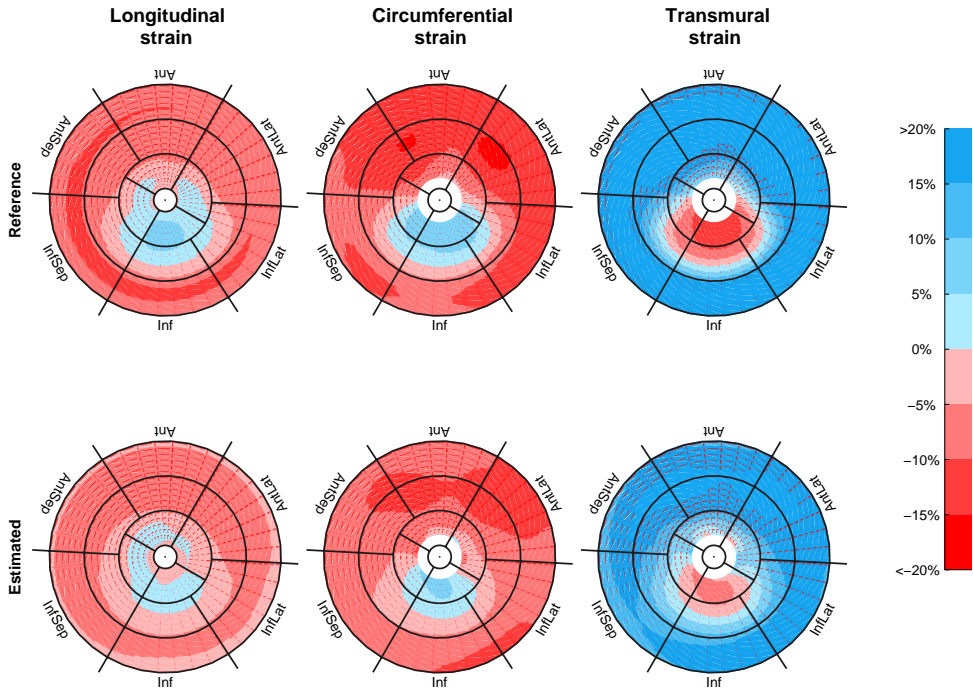 Longitudinal
strain
Circumferential
strain
Transmural
strain
Reference
Ant
AntSep
AntLat
InfSep
InfLat
Inf
Ant
AntSep
AntLat
InfSep
InfLat
Inf
Ant
AntSep
AntLat
InfSep
InfLat
Inf
>20%
15%
10%
5%
0%
−5%
−10%
−15%
<−20%
Estimated
Ant
AntSep
AntLat
InfSep
InfLat
Inf
Ant
AntSep
AntLat
InfSep
InfLat
Inf
Ant
AntSep
AntLat
InfSep
InfLat
Inf